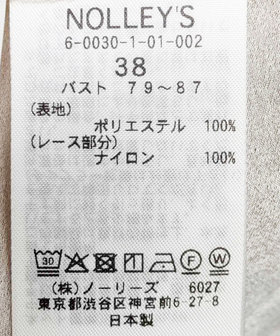 NOLLEY'S
6-0030-1-01-002
38
バスト 79～87
(表地)
ポリエステル 100%
(レース部分)
ナイロン 100%
30 F W
(株)ノーリーズ 6027
東京都渋谷区神宮前6-27-8
日本製